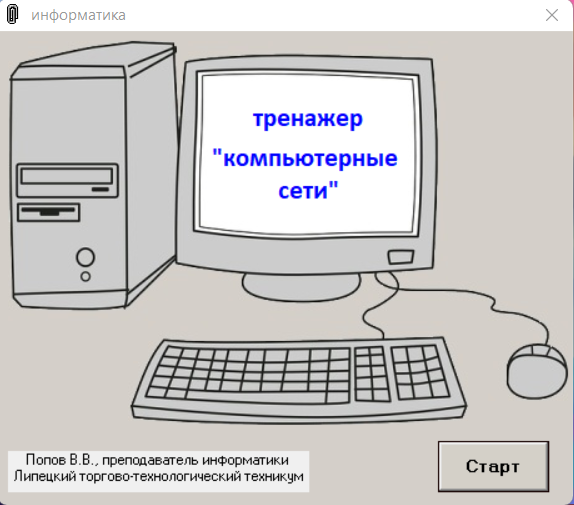 информатика
тренажер
"компьютерные
сети"
Попов В.В., преподаватель информатики
Липецкий торгово-технологический техникум
Старт